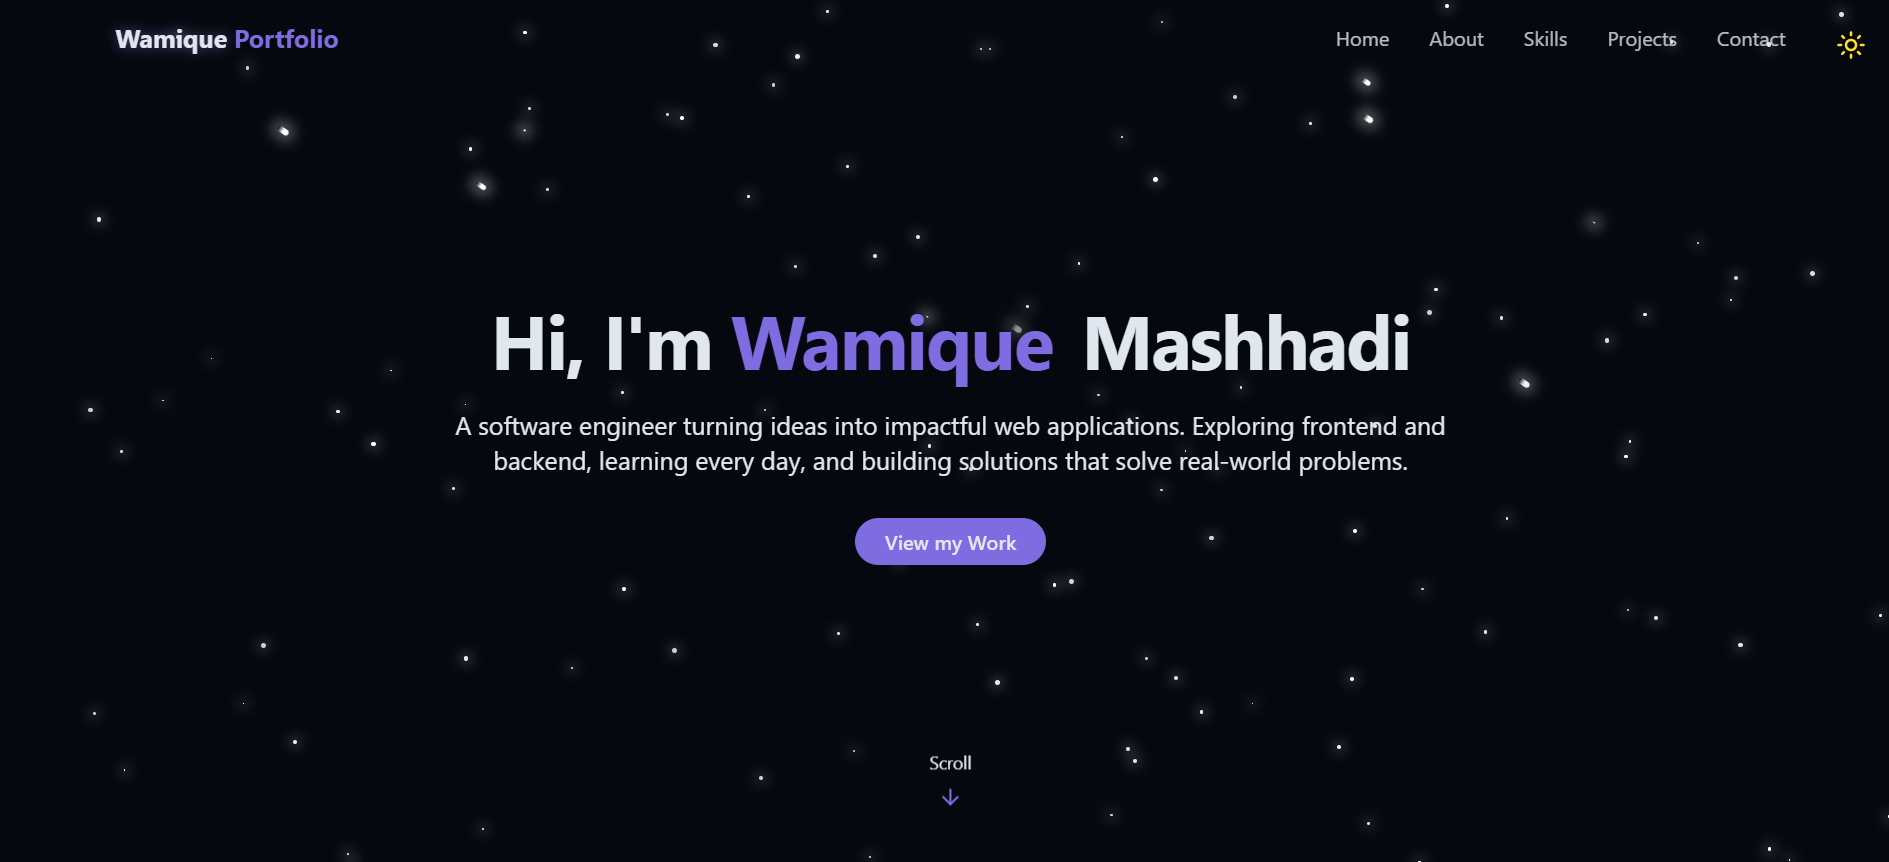 Wamique Portfolio
Home About Skills Projects Contact
Hi, I'm Wamique Mashhadi
A software engineer turning ideas into impactful web applications. Exploring frontend and
backend, learning every day, and building solutions that solve real-world problems.
View my Work
Scroll